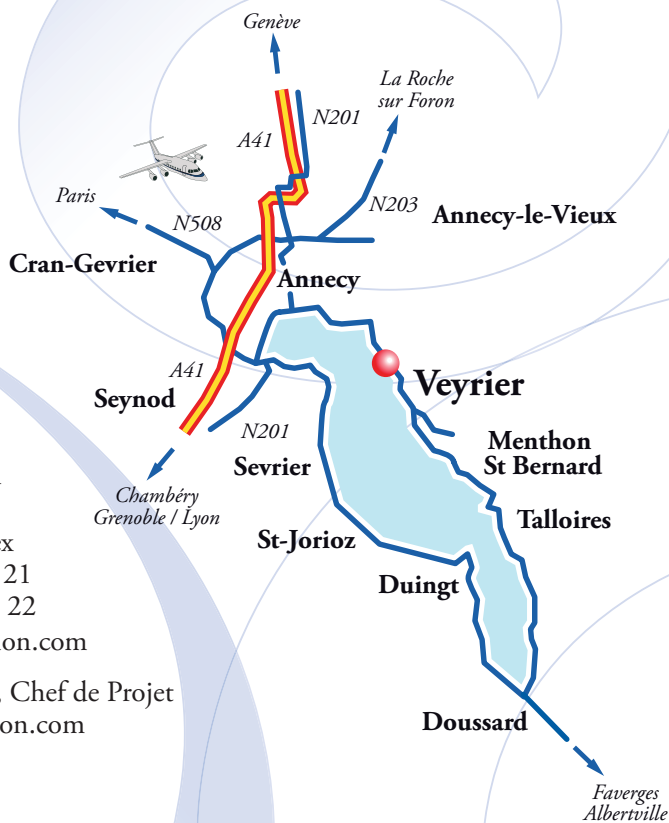 Genève
La Roche
sur Foron
N201
A41
Paris
N508
N203
Annecy-le-Vieux
Cran-Gevrier
Annecy
A41
Veyrier
Seynod
N201
Menthon
St Bernard
Sevrier
Chambéry
Grenoble / Lyon
Talloires
St-Jorioz
ex
21
Duingt
22
on.com
, Chef de Projet
on.com
Doussard
Faverges
Albertville